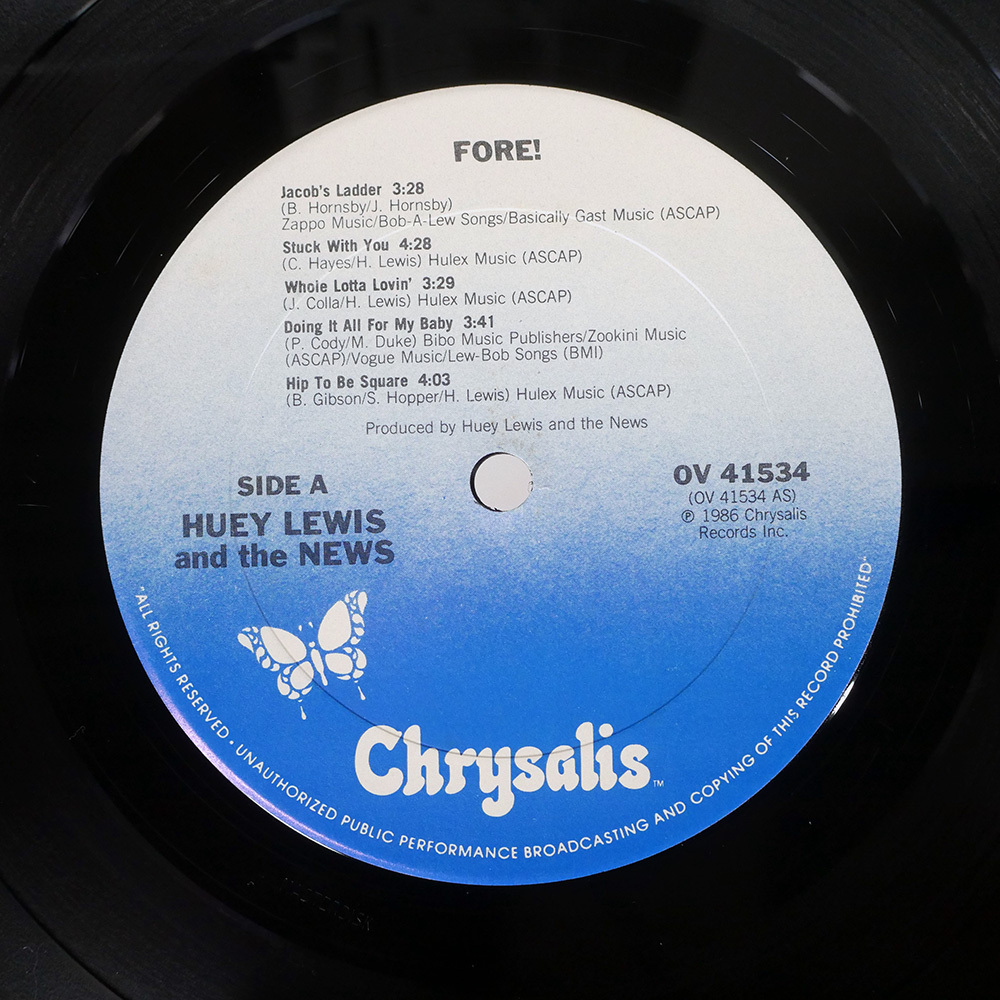 FORE!
Jacob's Ladder 3:28
(B. Hornsby/J. Hornsby)
Zappo Music/Bob-A-Lew Songs/Basically Gast Music (ASCAP)
Stuck With You 4:28
(C. Hayes/H. Lewis) Hulex Music (ASCAP)
Whole Lotta Lovin' 3:29
(J. Colla/H. Lewis) Hulex Music (ASCAP)
Doing It All For My Baby 3:41
(P. Cody/M. Duke) Bibo Music Publishers/Zookini Music
(ASCAP)/Vogue Music/Lew-Bob Songs (BMI)
Hip To Be Square 4:03
(B. Gibson/S. Hopper/H. Lewis) Hulex Music (ASCAP)
Produced by Huey Lewis and the News
SIDE A
HUEY LEWIS
and the NEWS
OV 41534
(OV 41534 AS)
℗ 1986 Chrysalis
Records Inc.
Chrysalis™
"ALL RIGHTS RESERVED • UNAUTHORIZED PUBLIC PERFORMANCE BROADCASTING AND COPYING OF THIS RECORD PROHIBITED"